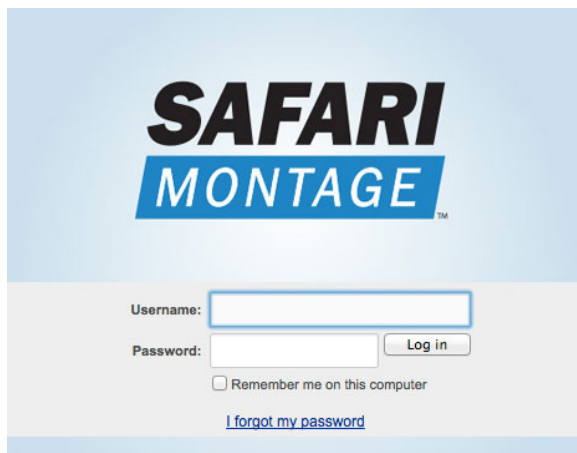 SAFARI
MONTAGE ™
Username:
Password:
Log in
Remember me on this computer
I forgot my password